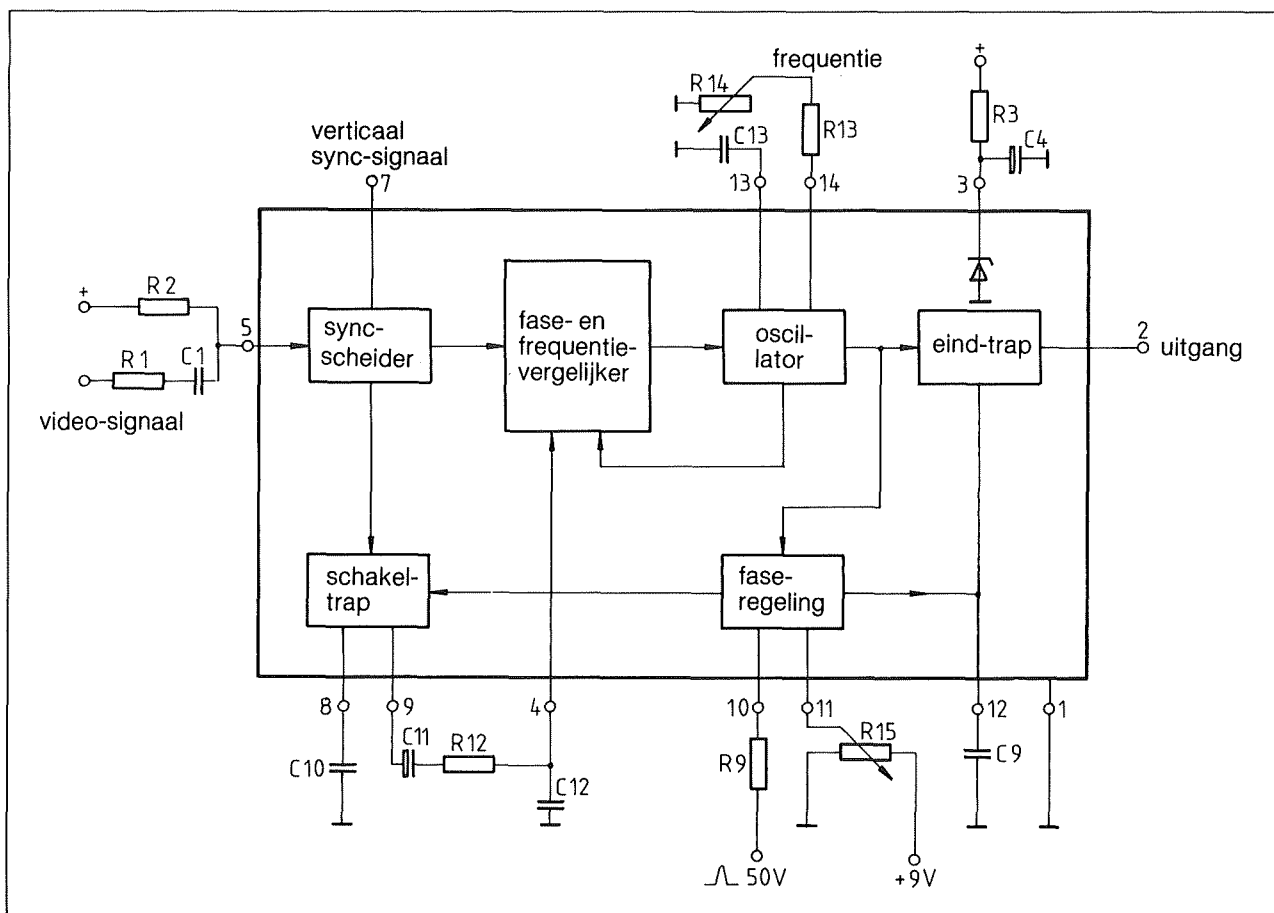 frequentie
+
R14
R3
C13
R13
C4
verticaal
sync-signaal
7
13
14
3
R2
+
5
sync-
scheider
fase- en
frequentie-
vergelijker
oscil-
lator
eind-trap
2
uitgang
R1
C1
video-signaal
schakel-
trap
fase-
regeling
8
9
4
10
11
12
1
C11
R12
R15
C10
R9
C9
C12
50V
+9V